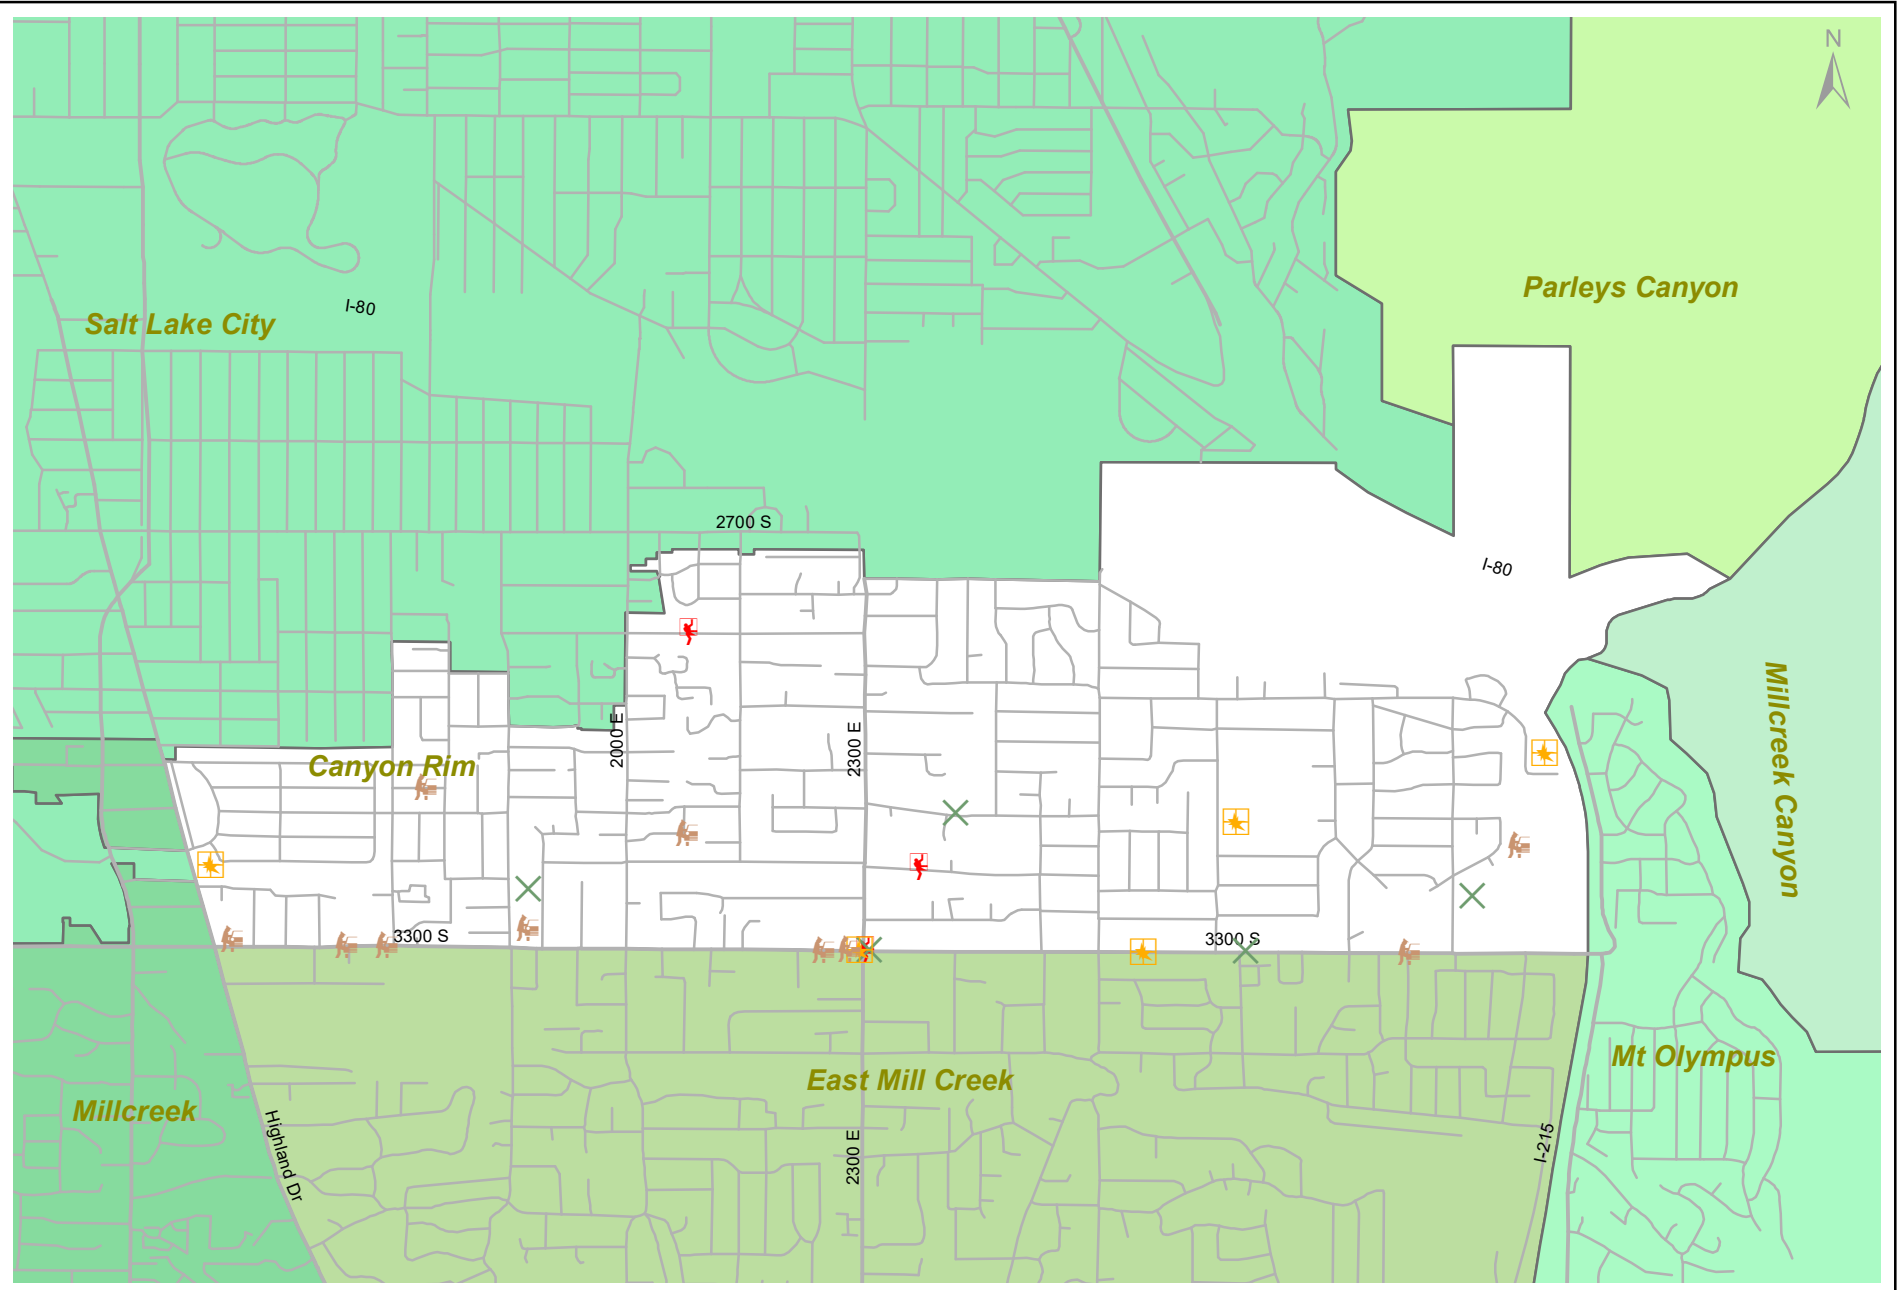 N
Parleys Canyon
I-80
Salt Lake City
2700 S
I-80
Millcreek Canyon
2000 E
2300 E
Canyon Rim
3300 S
3300 S
Mt Olympus
East Mill Creek
Millcreek
Highland Dr
2300 E
I-215